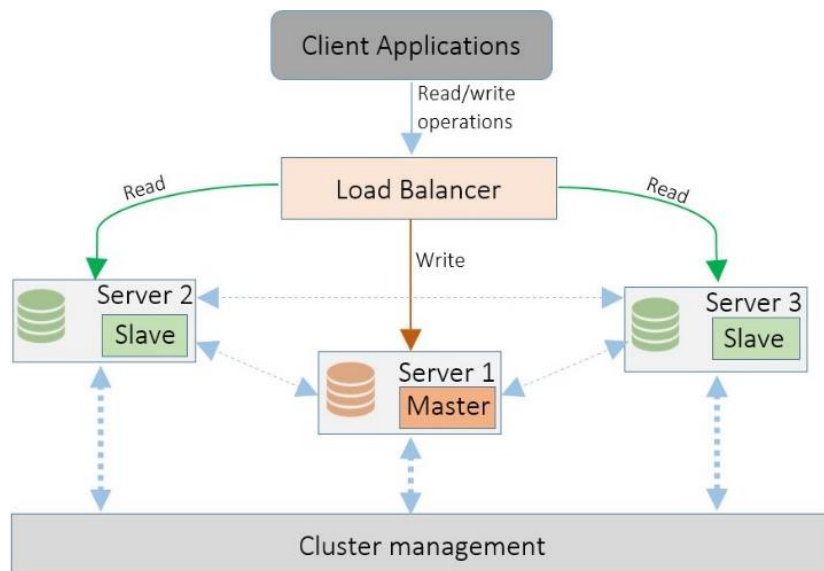 Client Applications
Read/write
operations
Read
Load Balancer
Read
Write
Server 2
Slave
Server 3
Slave
Server 1
Master
Cluster management